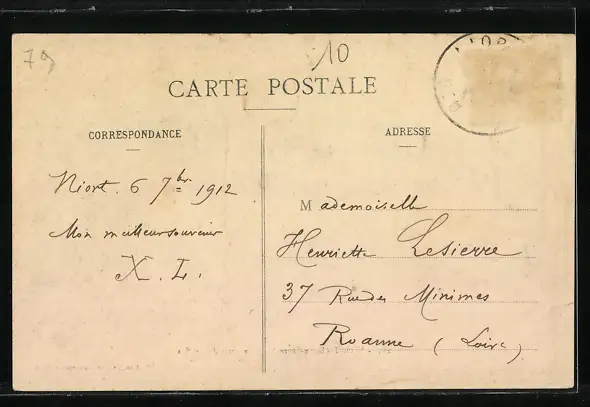 79
10
CARTE POSTALE
CORRESPONDANCE
ADRESSE
Niort. 6 7bre 1912
Mon meilleur souvenir
X. L.
Mademoiselle
Henriette Lesierre
37 Rue des Minimes
Roanne (Loire)